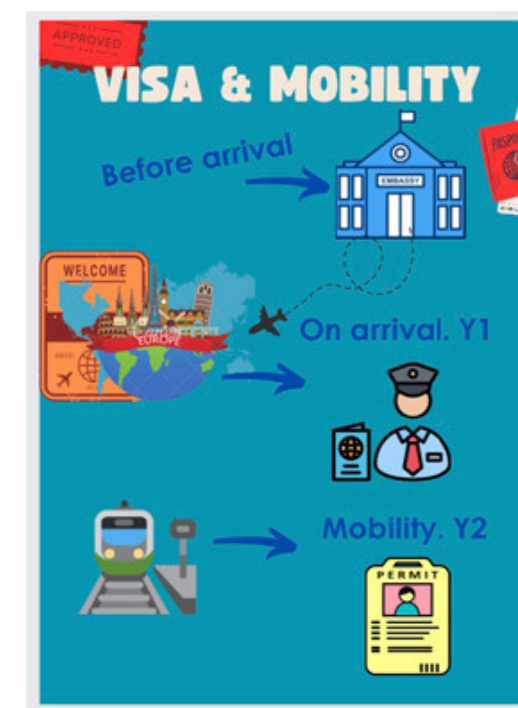 APPROVED
VISA & MOBILITY
Before arrival
EMBASSY
WELCOME
EUROPE
On arrival. Y1
Mobility. Y2
PERMIT